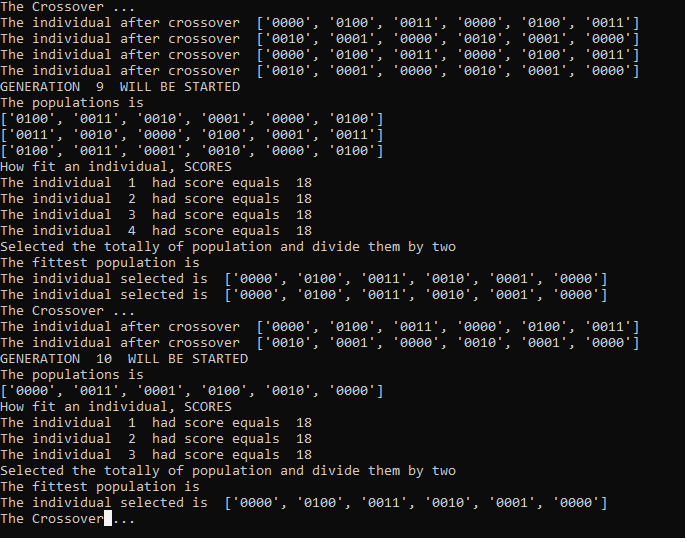 The Crossover ...
The individual after crossover  ['0000', '0100', '0011', '0000', '0100', '0011']
The individual after crossover  ['0010', '0001', '0000', '0010', '0001', '0000']
The individual after crossover  ['0000', '0100', '0011', '0000', '0100', '0011']
The individual after crossover  ['0010', '0001', '0000', '0010', '0001', '0000']
GENERATION  9  WILL BE STARTED
The populations is
['0100', '0011', '0010', '0001', '0000', '0100']
['0011', '0010', '0000', '0100', '0001', '0011']
['0100', '0011', '0001', '0010', '0000', '0100']
How fit an individual, SCORES
The individual  1  had score equals  18
The individual  2  had score equals  18
The individual  3  had score equals  18
The individual  4  had score equals  18
Selected the totally of population and divide them by two
The fittest population is
The individual selected is  ['0000', '0100', '0011', '0010', '0001', '0000']
The individual selected is  ['0000', '0100', '0011', '0010', '0001', '0000']
The Crossover ...
The individual after crossover  ['0000', '0100', '0011', '0000', '0100', '0011']
The individual after crossover  ['0010', '0001', '0000', '0010', '0001', '0000']
GENERATION  10  WILL BE STARTED
The populations is
['0000', '0011', '0001', '0100', '0010', '0000']
How fit an individual, SCORES
The individual  1  had score equals  18
The individual  2  had score equals  18
The individual  3  had score equals  18
Selected the totally of population and divide them by two
The fittest population is
The individual selected is  ['0000', '0100', '0011', '0010', '0001', '0000']
The Crossover ...